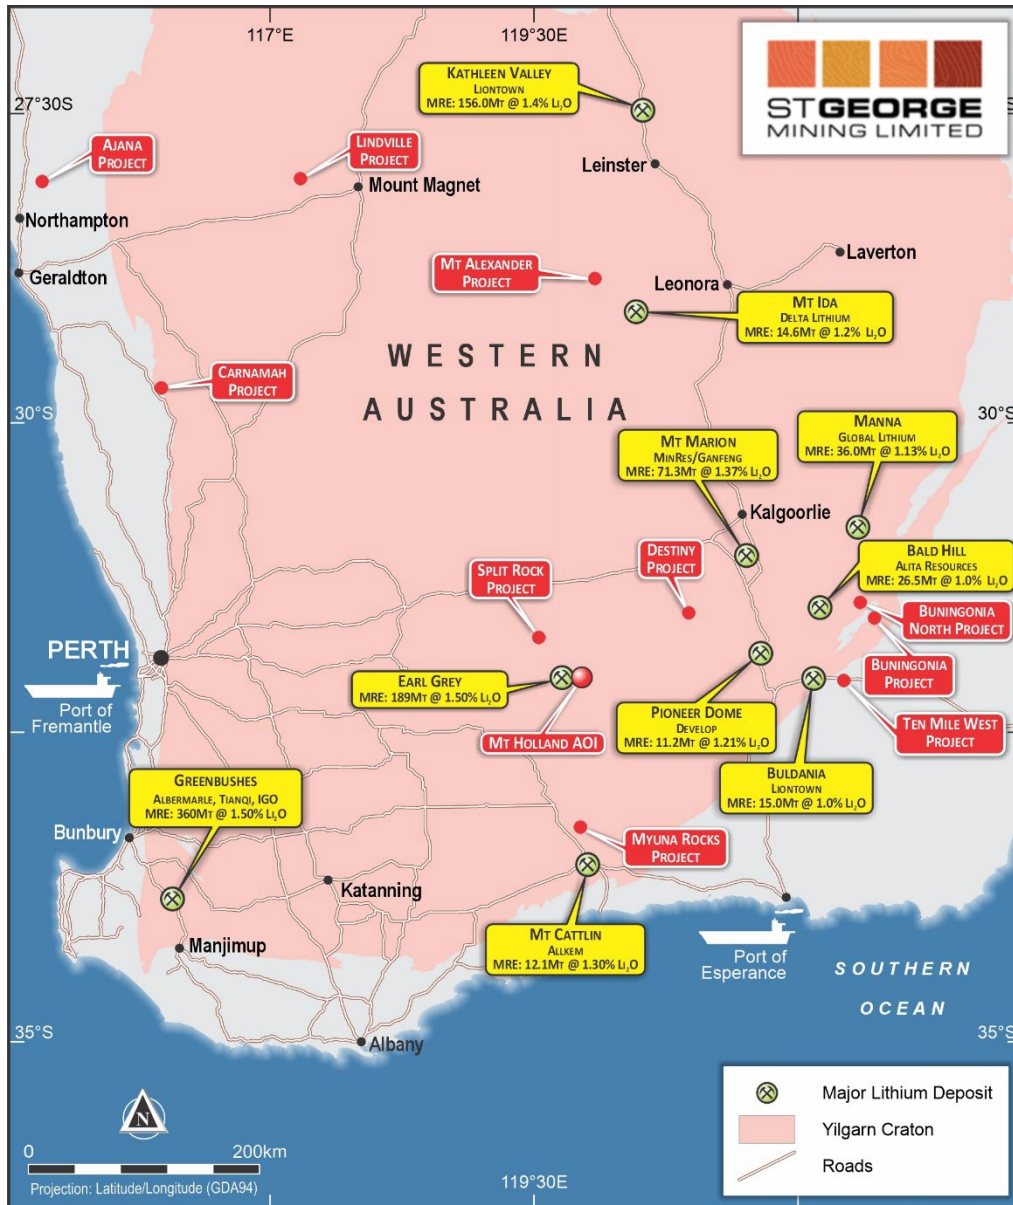 117°E
119°30E
ST GEORGE
MINING LIMITED
27°30S
27°30S
KATHLEEN VALLEY
LIONTOWN
MRE: 156.0MT @ 1.4% Li₂O
AJANA
PROJECT
LINDVILLE
PROJECT
Leinster
Mount Magnet
Northampton
Geraldton
MT ALEXANDER
PROJECT
Laverton
Leonora
MT IDA
DELTA LITHIUM
MRE: 14.6MT @ 1.2% Li₂O
WESTERN
AUSTRALIA
CARNAMAH
PROJECT
30°S
30°S
MANNA
GLOBAL LITHIUM
MRE: 36.0MT @ 1.13% Li₂O
MT MARION
MINRES/GANFENG
MRE: 71.3MT @ 1.37% Li₂O
Kalgoorlie
BALD HILL
ALITA RESOURCES
MRE: 26.5MT @ 1.0% Li₂O
SPLIT ROCK
PROJECT
DESTINY
PROJECT
BUNINGONIA
NORTH PROJECT
BUNINGONIA
PROJECT
PERTH
Port of
Fremantle
EARL GREY
MRE: 189MT @ 1.50% Li₂O
MT HOLLAND AOI
PIONEER DOME
DEVELOP
MRE: 11.2MT @ 1.21% Li₂O
TEN MILE WEST
PROJECT
BULDANIA
LIONTOWN
MRE: 15.0MT @ 1.0% Li₂O
GREENBUSHES
ALBERMARLE, TIANQI, IGO
MRE: 360MT @ 1.50% Li₂O
Bunbury
MYUNA ROCKS
PROJECT
Katanning
MT CATTLIN
ALLKEM
MRE: 12.1MT @ 1.30% Li₂O
Manjimup
Port of
Esperance
SOUTHERN
OCEAN
35°S
35°S
Albany
N
0
200km
Projection: Latitude/Longitude (GDA94)
119°30E
Major Lithium Deposit
Yilgarn Craton
Roads